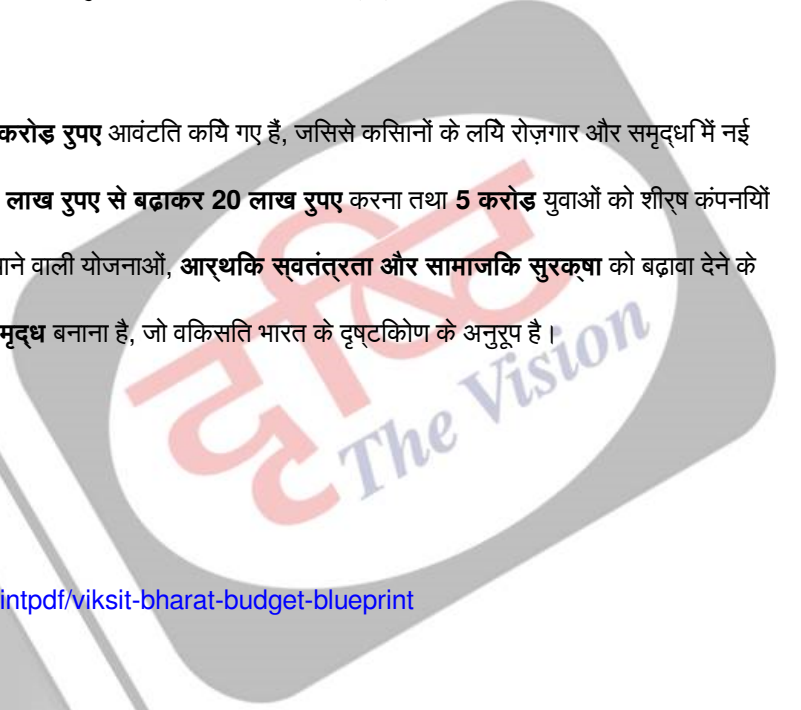 करोड़ रुपए आवंटित किये गए हैं, जिससे किसानों के लिये रोज़गार और समृद्धि में नई
लाख रुपए से बढ़ाकर 20 लाख रुपए करना तथा 5 करोड़ युवाओं को शीर्ष कंपनियों
वाली योजनाओं, आर्थिक स्वतंत्रता और सामाजिक सुरक्षा को बढ़ावा देने के
बनाना है, जो विकसित भारत के दृष्टिकोण के अनुरूप है।
दृष्टि
The Vision
intpdf/viksit-bharat-budget-blueprint